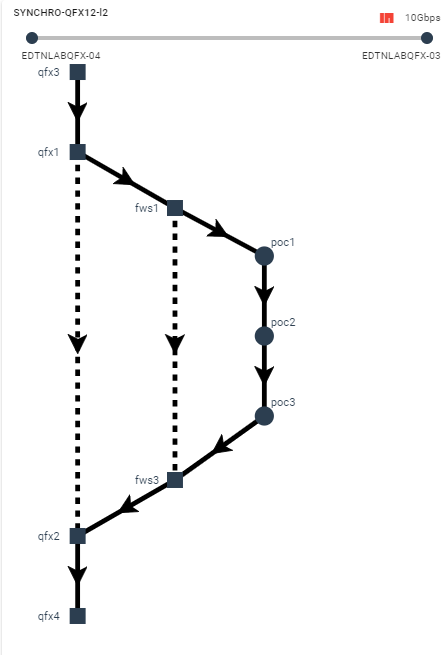 SYNCHRO-QFX12-l2
10Gbps
EDTNLABQFX-04
EDTNLABQFX-03
qfx3
qfx1
fws1
poc1
poc2
poc3
fws3
qfx2
qfx4